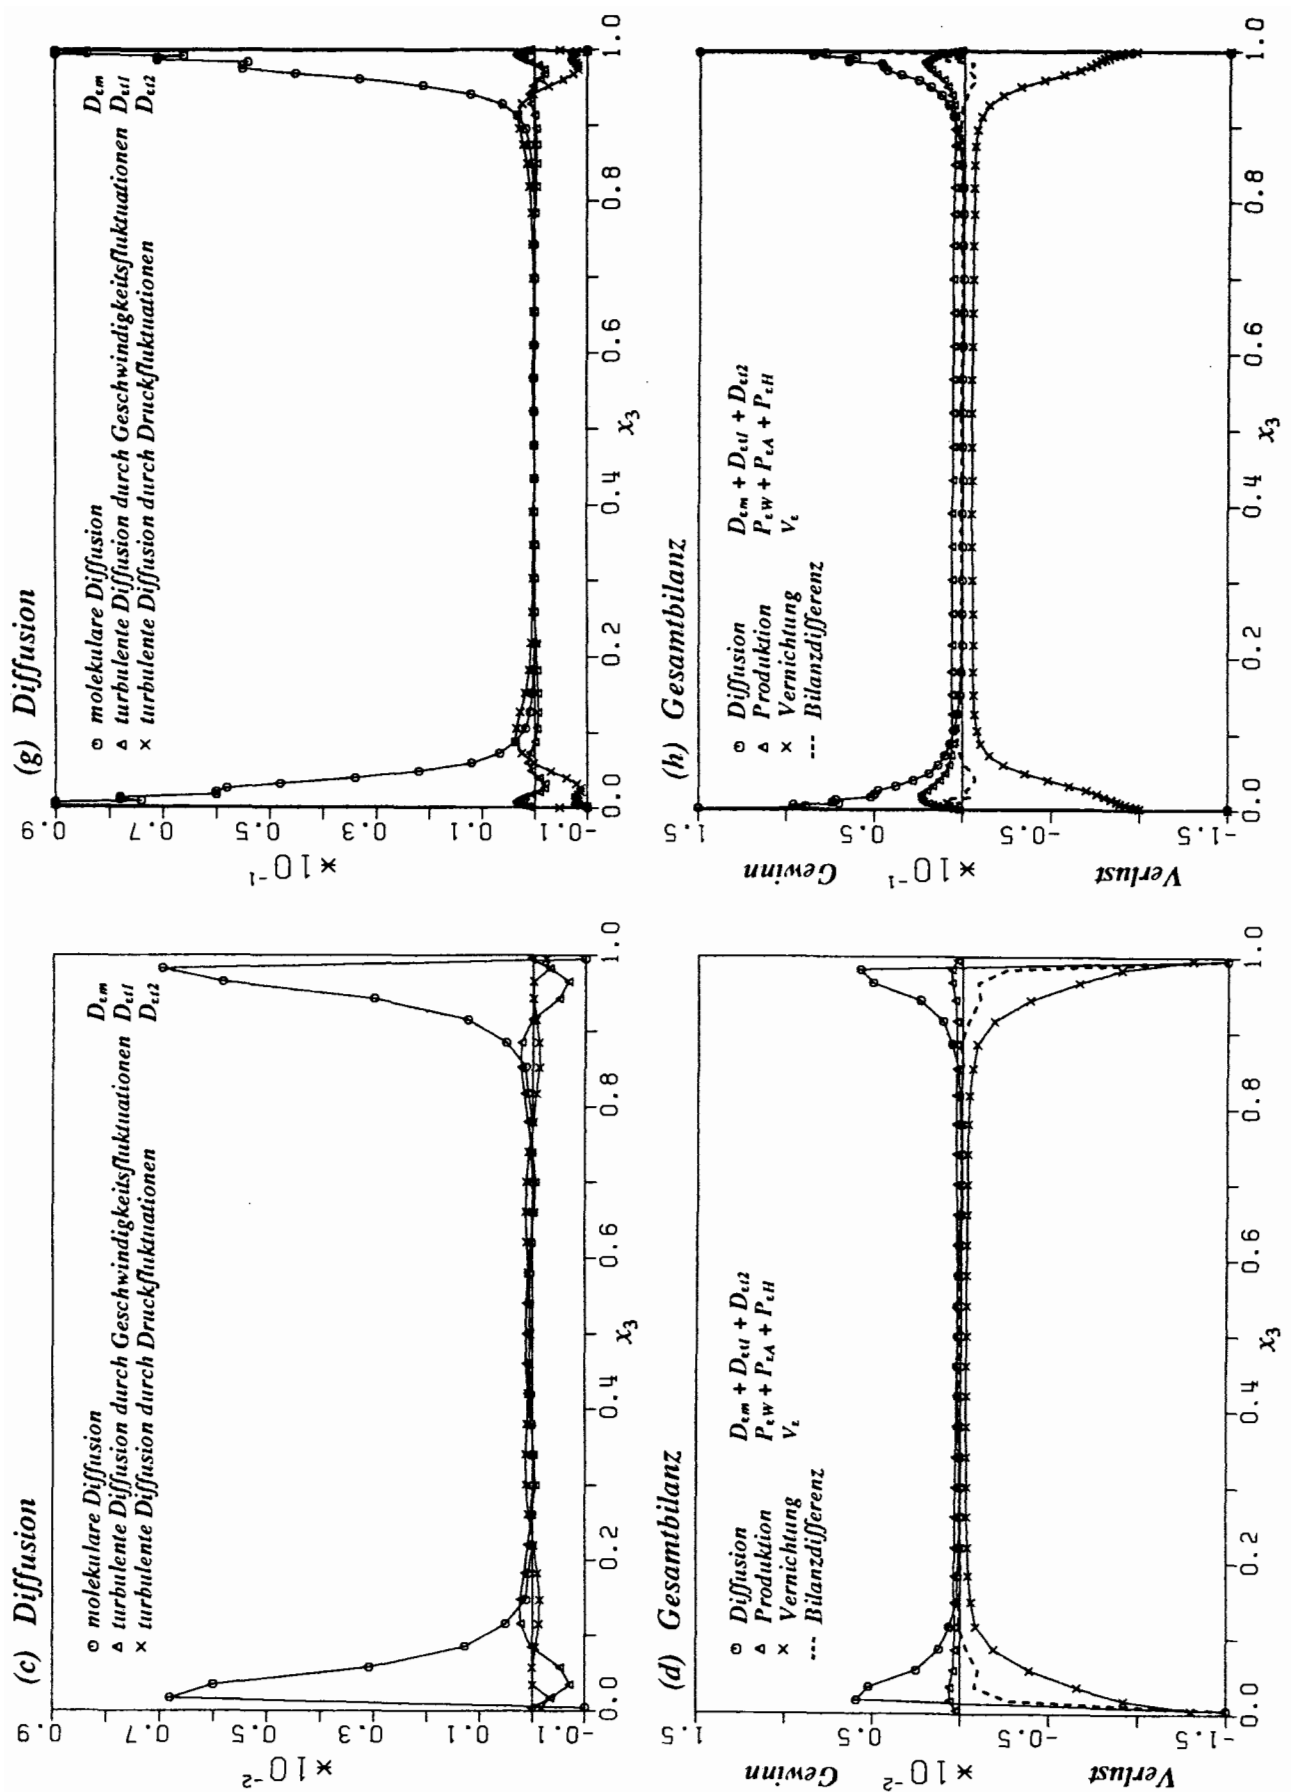 (c) Diffusion
molekulare Diffusion D_εm
turbulente Diffusion durch Geschwindigkeitsfluktuationen D_εt1
turbulente Diffusion durch Druckfluktuationen D_εt2
0.9
0.7
0.5
0.3
0.1
-0.1
* 10⁻²
0.0 0.2 0.4 0.6 0.8 1.0
x₃
(g) Diffusion
molekulare Diffusion D_εm
turbulente Diffusion durch Geschwindigkeitsfluktuationen D_εt1
turbulente Diffusion durch Druckfluktuationen D_εt2
0.9
0.7
0.5
0.3
0.1
-0.1
* 10⁻¹
0.0 0.2 0.4 0.6 0.8 1.0
x₃
(d) Gesamtbilanz
Diffusion D_εm + D_εt1 + D_εt2
Produktion P_εW + P_εA + P_εH
Vernichtung V_ε
--- Bilanzdifferenz
1.5
0.5
-0.5
-1.5
Gewinn
* 10⁻²
Verlust
0.0 0.2 0.4 0.6 0.8 1.0
x₃
(h) Gesamtbilanz
Diffusion D_εm + D_εt1 + D_εt2
Produktion P_εW + P_εA + P_εH
Vernichtung V_ε
--- Bilanzdifferenz
1.5
0.5
-0.5
-1.5
Gewinn
* 10⁻¹
Verlust
0.0 0.2 0.4 0.6 0.8 1.0
x₃